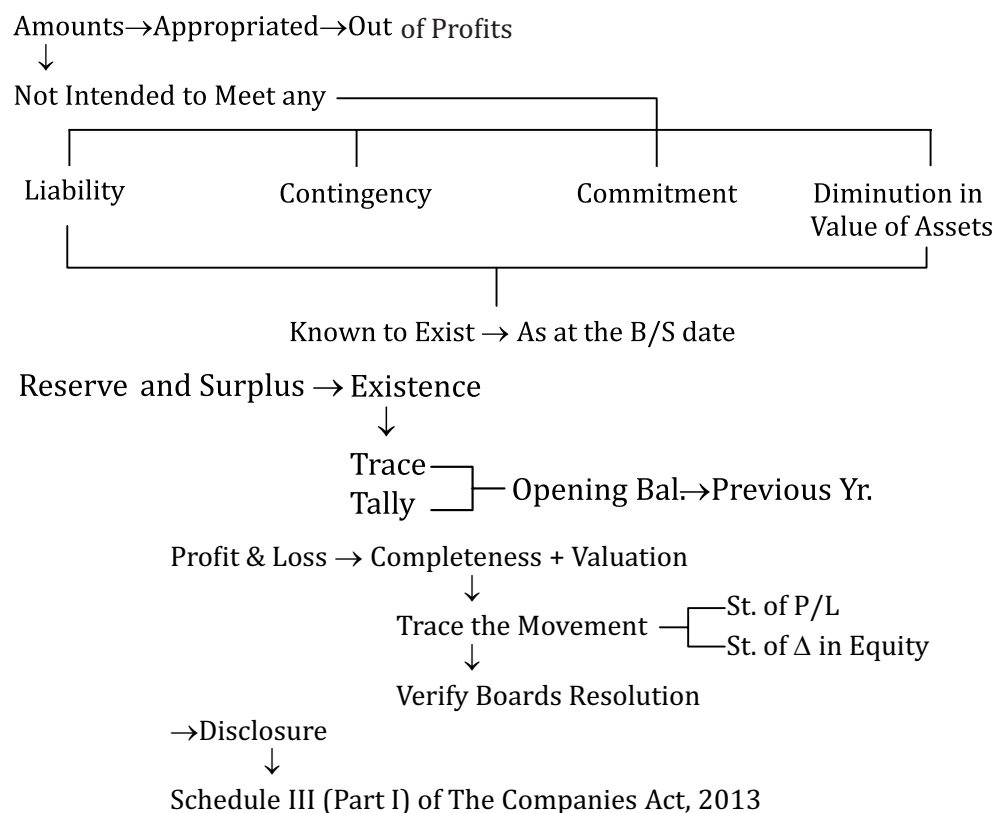 Amounts→Appropriated→Out of Profits
↓
Not Intended to Meet any
Liability Contingency Commitment Diminution in
Value of Assets
Known to Exist → As at the B/S date
Reserve and Surplus → Existence
↓
Trace
Tally
Opening Bal.→Previous Yr.
Profit & Loss → Completeness + Valuation
↓
Trace the Movement
St. of P/L
St. of Δ in Equity
↓
Verify Boards Resolution
→Disclosure
↓
Schedule III (Part I) of The Companies Act, 2013